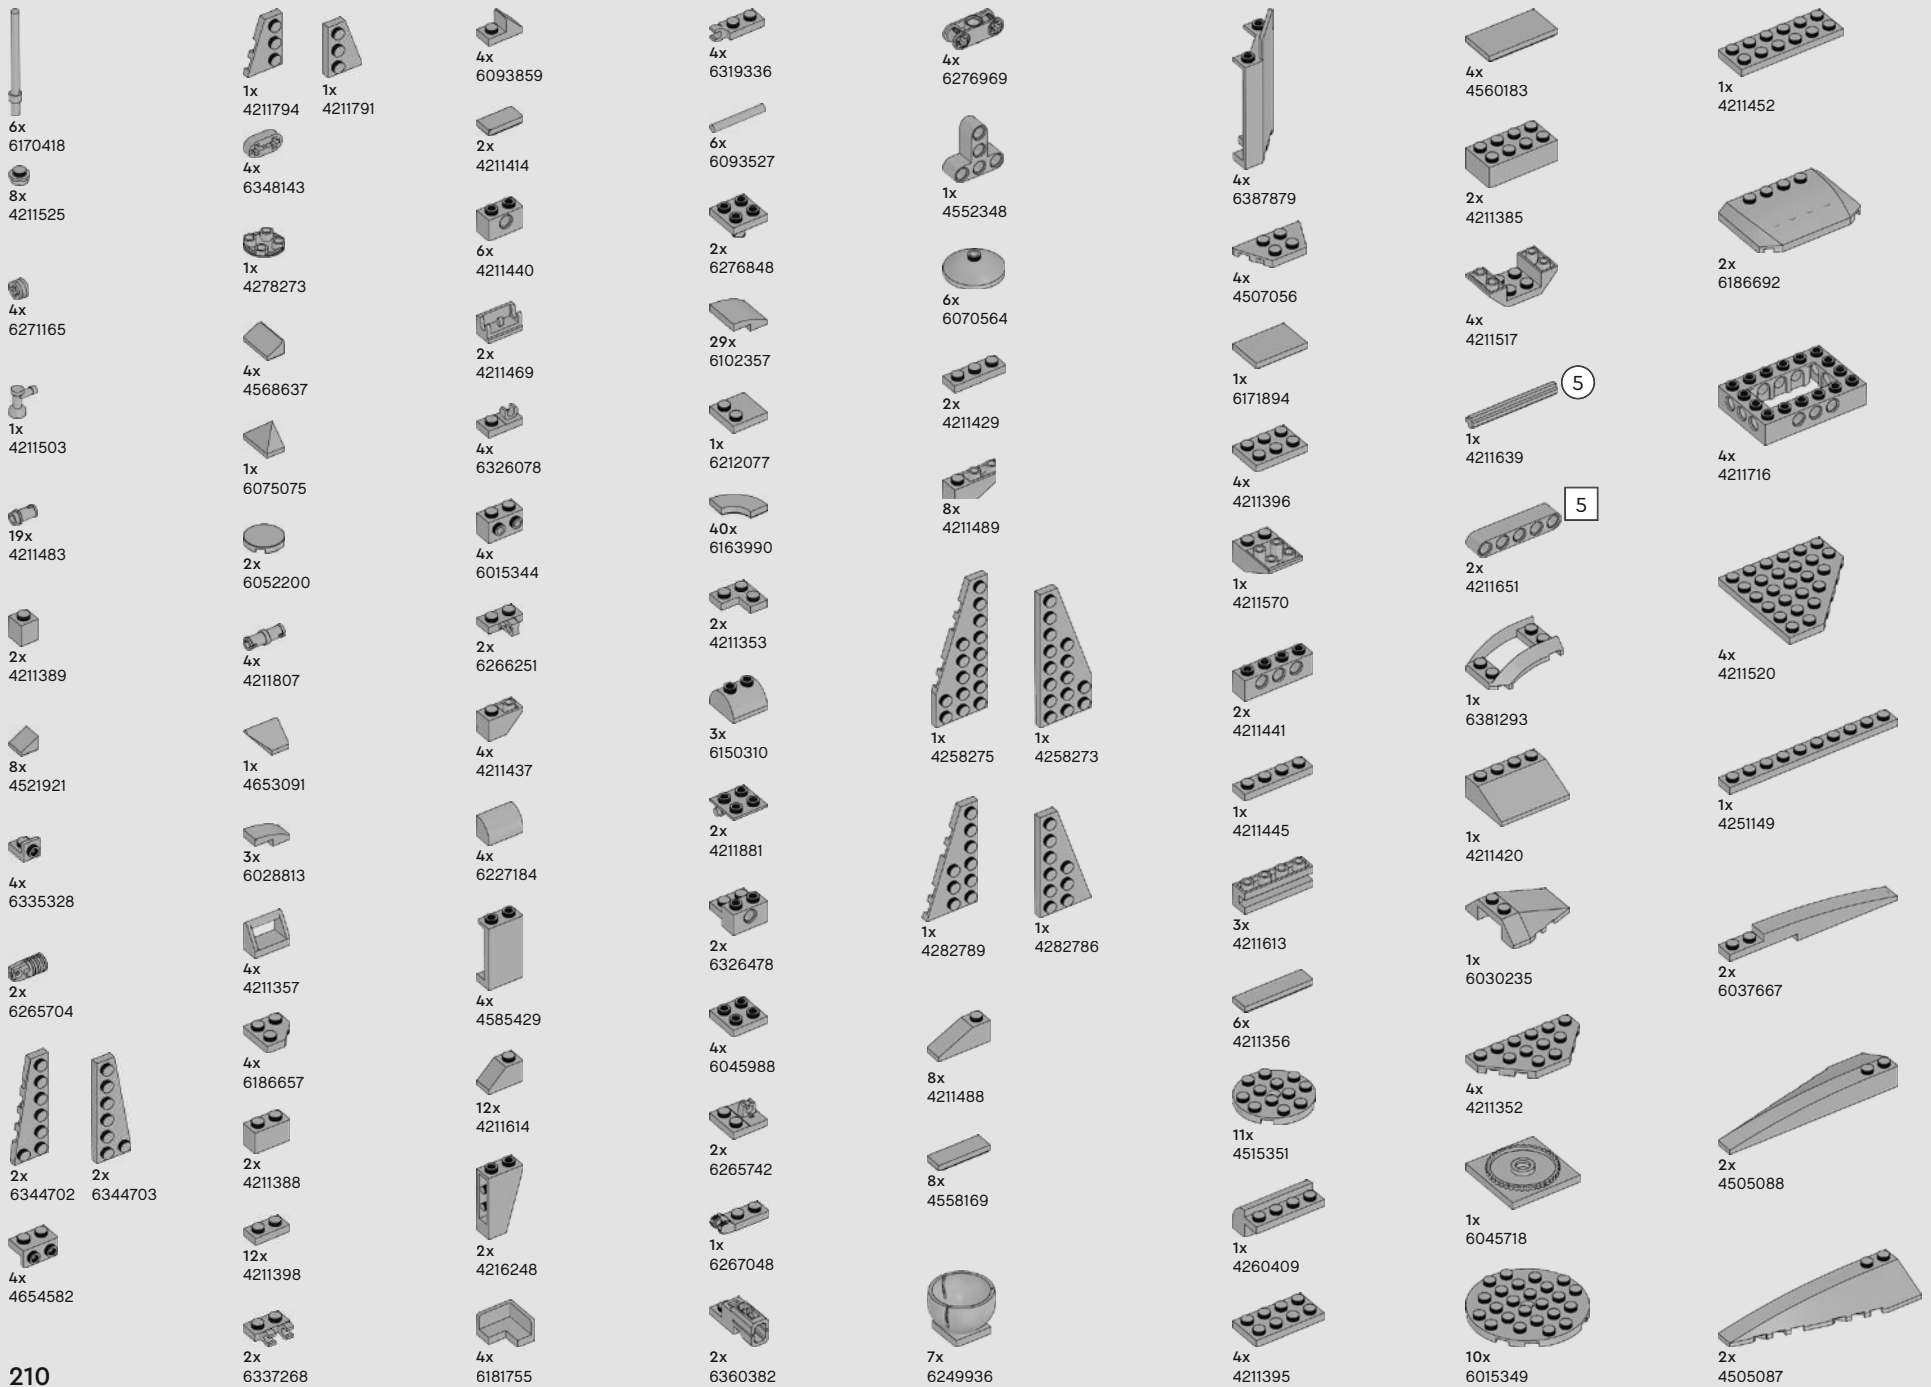 6x
6170418
8x
4211525
4x
6271165
1x
4211503
19x
4211483
2x
4211389
8x
4521921
4x
6335328
2x
6265704
2x
6344702
2x
6344703
4x
4654582
210
1x
4211794
1x
4211791
4x
6348143
1x
4278273
4x
4568637
1x
6075075
2x
6052200
4x
4211807
1x
4653091
3x
6028813
4x
4211357
4x
6186657
2x
4211388
12x
4211398
2x
6337268
4x
6093859
2x
4211414
6x
4211440
2x
4211469
4x
6326078
4x
6015344
2x
6266251
4x
4211437
4x
6227184
4x
4585429
12x
4211614
2x
4216248
4x
6181755
4x
6319336
6x
6093527
2x
6276848
29x
6102357
1x
6212077
40x
6163990
2x
4211353
3x
6150310
2x
4211881
2x
6326478
4x
6045988
2x
6265742
1x
6267048
2x
6360382
4x
6276969
1x
4552348
6x
6070564
2x
4211429
8x
4211489
1x
4258275
1x
4258273
1x
4282789
1x
4282786
8x
4211488
8x
4558169
7x
6249936
4x
6387879
4x
4507056
1x
6171894
4x
4211396
1x
4211570
2x
4211441
1x
4211445
3x
4211613
6x
4211356
11x
4515351
1x
4260409
4x
4211395
4x
4560183
2x
4211385
4x
4211517
5
1x
4211639
5
2x
4211651
1x
6381293
1x
4211420
1x
6030235
4x
4211352
1x
6045718
10x
6015349
1x
4211452
2x
6186692
4x
4211716
4x
4211520
1x
4251149
2x
6037667
2x
4505088
2x
4505087